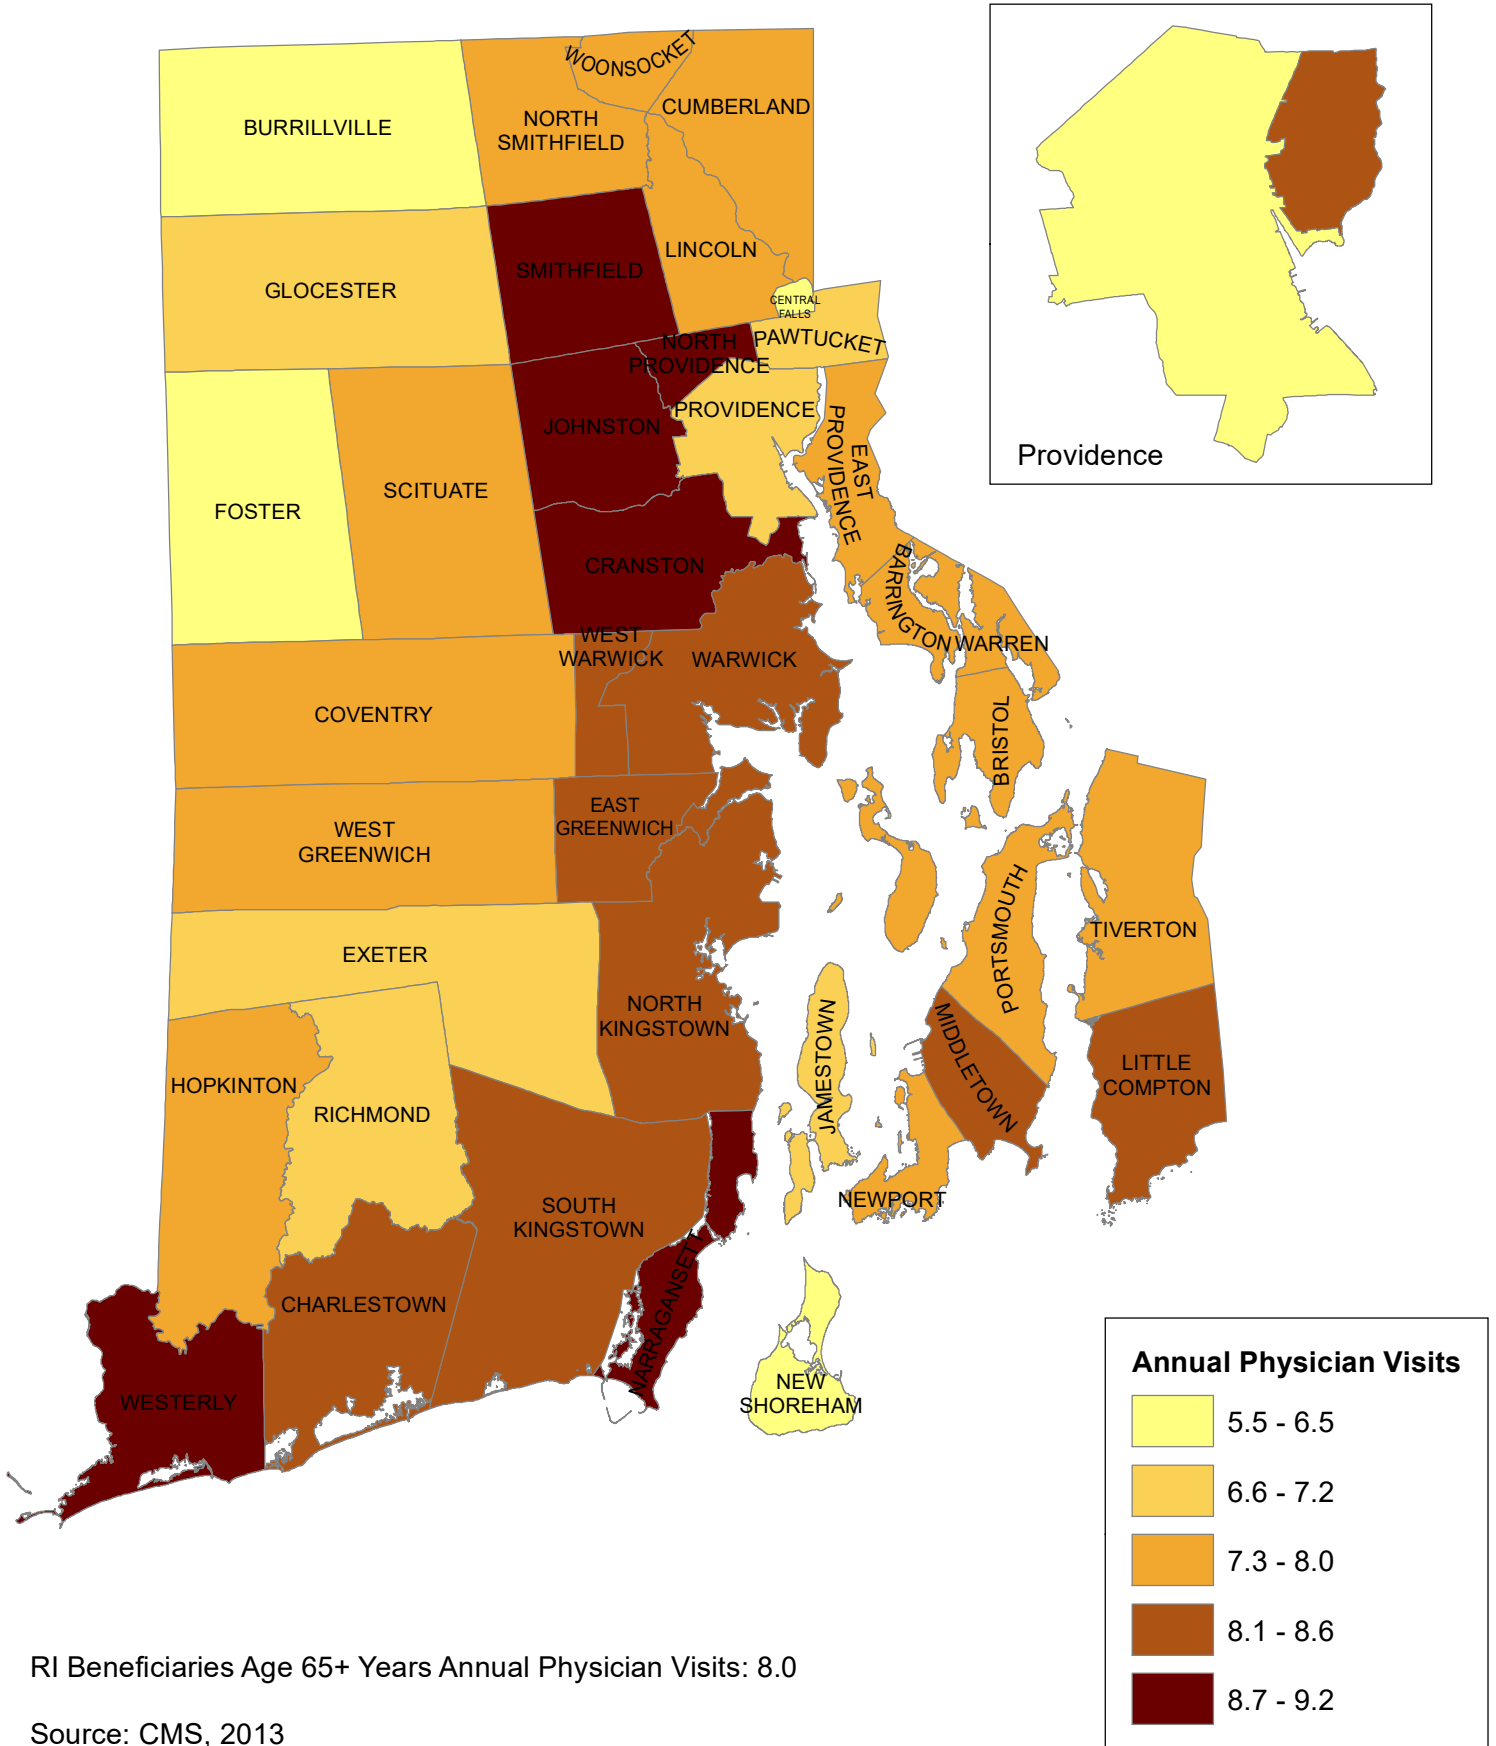 WOONSOCKET
CUMBERLAND
BURRILLVILLE
NORTH
SMITHFIELD
LINCOLN
SMITHFIELD
GLOCESTER
CENTRAL
FALLS
NORTH
PROVIDENCE
PAWTUCKET
PROVIDENCE
JOHNSTON
EAST
PROVIDENCE
SCITUATE
FOSTER
CRANSTON
BARRINGTON
WEST
WARWICK
WARWICK
WARREN
COVENTRY
BRISTOL
EAST
GREENWICH
WEST
GREENWICH
PORTSMOUTH
TIVERTON
EXETER
NORTH
KINGSTOWN
JAMESTOWN
MIDDLETOWN
LITTLE
COMPTON
HOPKINTON
RICHMOND
SOUTH
KINGSTOWN
NEWPORT
NARRAGANSETT
CHARLESTOWN
WESTERLY
NEW
SHOREHAM
Providence
Annual Physician Visits
5.5 - 6.5
6.6 - 7.2
7.3 - 8.0
8.1 - 8.6
8.7 - 9.2
RI Beneficiaries Age 65+ Years Annual Physician Visits: 8.0
Source: CMS, 2013